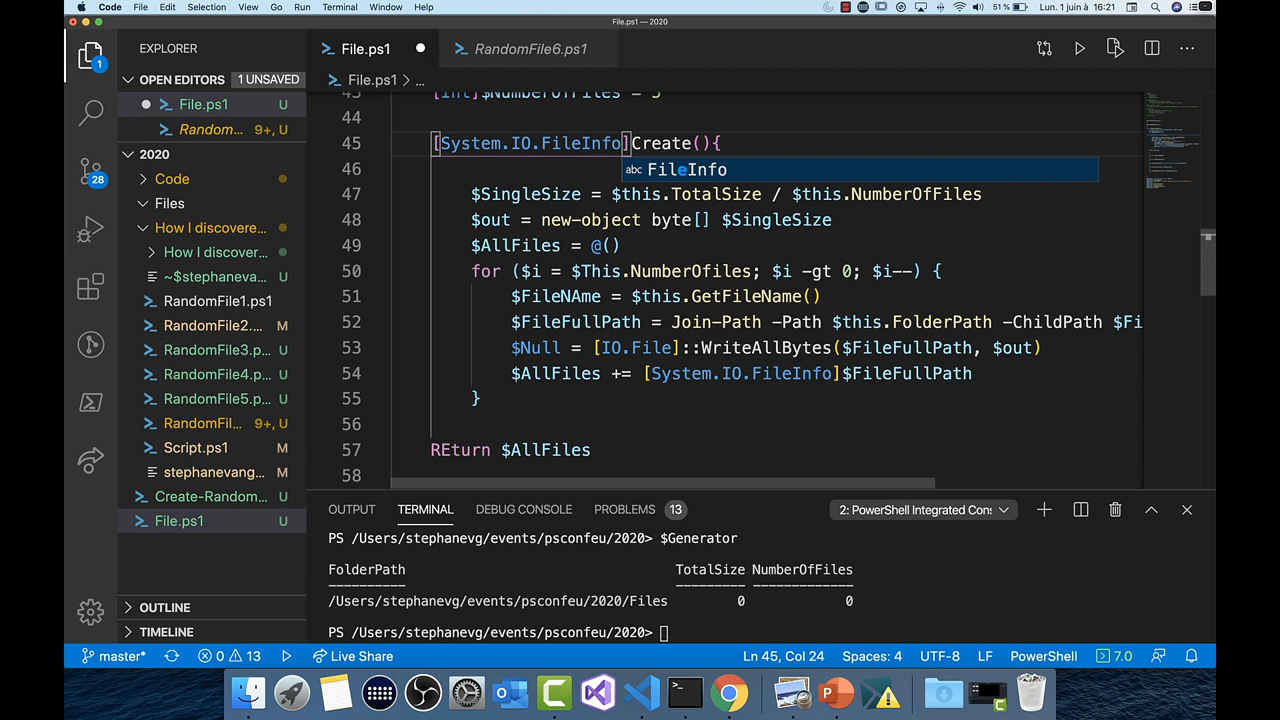 Code File Edit Selection View Go Run Terminal Window Help 51 % Lun. 1 juin à 16:21
File.ps1 — 2020
EXPLORER
File.ps1
RandomFile6.ps1
OPEN EDITORS 1 UNSAVED
File.ps1 > ...
File.ps1 U
Random... 9+, U
2020
Code
Files
How I discovere...
How I discover...
~$stephaneva... U
RandomFile1.ps1
RandomFile2.... M
RandomFile3.p... U
RandomFile4.p... U
RandomFile5.p... U
RandomFil... 9+, U
Script.ps1 M
stephanevang... M
Create-Random... U
File.ps1 U
OUTLINE
TIMELINE
43 [int]$NumberOfFiles = 5
44
45 [System.IO.FileInfo]Create(){
46
abc FileInfo
47 $SingleSize = $this.TotalSize / $this.NumberOfFiles
48 $out = new-object byte[] $SingleSize
49 $AllFiles = @()
50 for ($i = $This.NumberOfiles; $i -gt 0; $i--) {
51 $FileNAme = $this.GetFileName()
52 $FileFullPath = Join-Path -Path $this.FolderPath -ChildPath $Fi
53 $Null = [IO.File]::WriteAllBytes($FileFullPath, $out)
54 $AllFiles += [System.IO.FileInfo]$FileFullPath
55 }
56
57 REturn $AllFiles
58
OUTPUT TERMINAL DEBUG CONSOLE PROBLEMS 13 2: PowerShell Integrated Cons
PS /Users/stephanevg/events/psconfeu/2020> $Generator
FolderPath TotalSize NumberOfFiles
---------- --------- -------------
/Users/stephanevg/events/psconfeu/2020/Files 0 0
PS /Users/stephanevg/events/psconfeu/2020>
master* 0 13 Live Share Ln 45, Col 24 Spaces: 4 UTF-8 LF PowerShell 7.0